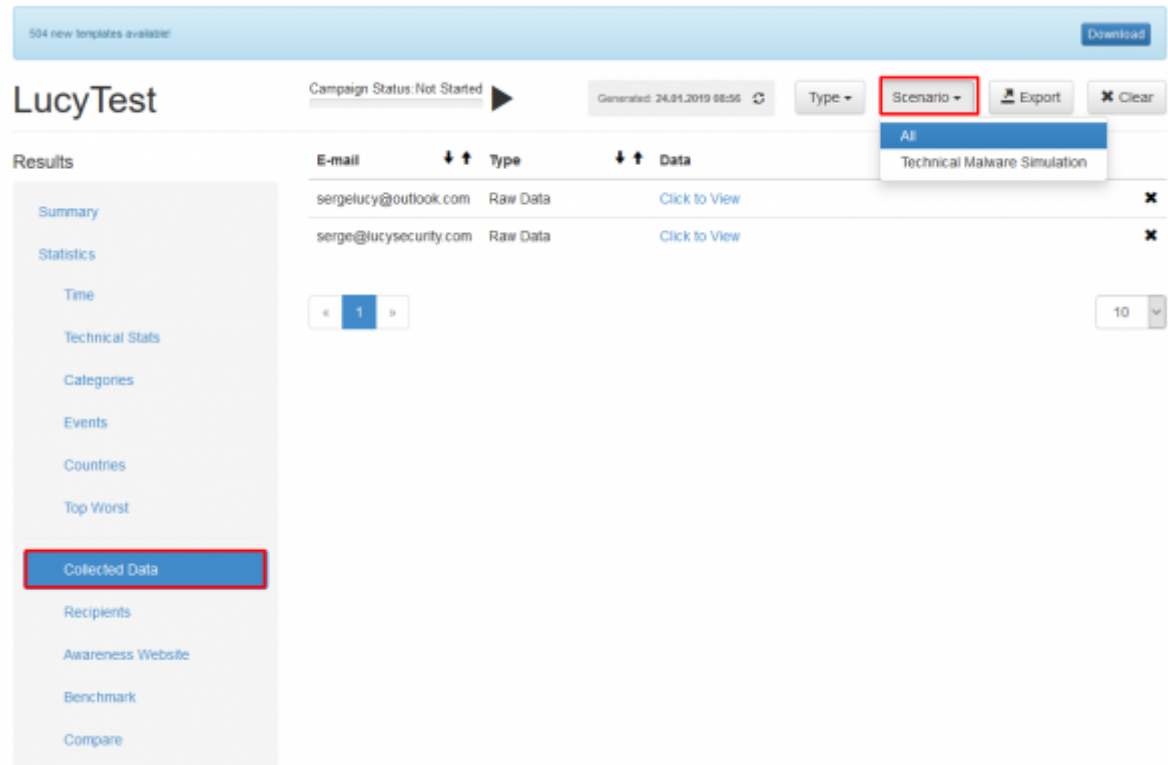 504 new templates available!
Download
LucyTest
Campaign Status:Not Started
Generated: 24.01.2019 08:56
Type
Scenario
Export
Clear
All
Technical Malware Simulation
Results
E-mail Type Data
sergelucy@outlook.com Raw Data Click to View
serge@lucysecurity.com Raw Data Click to View
« 1 »
10
Summary
Statistics
Time
Technical Stats
Categories
Events
Countries
Top Worst
Collected Data
Recipients
Awareness Website
Benchmark
Compare